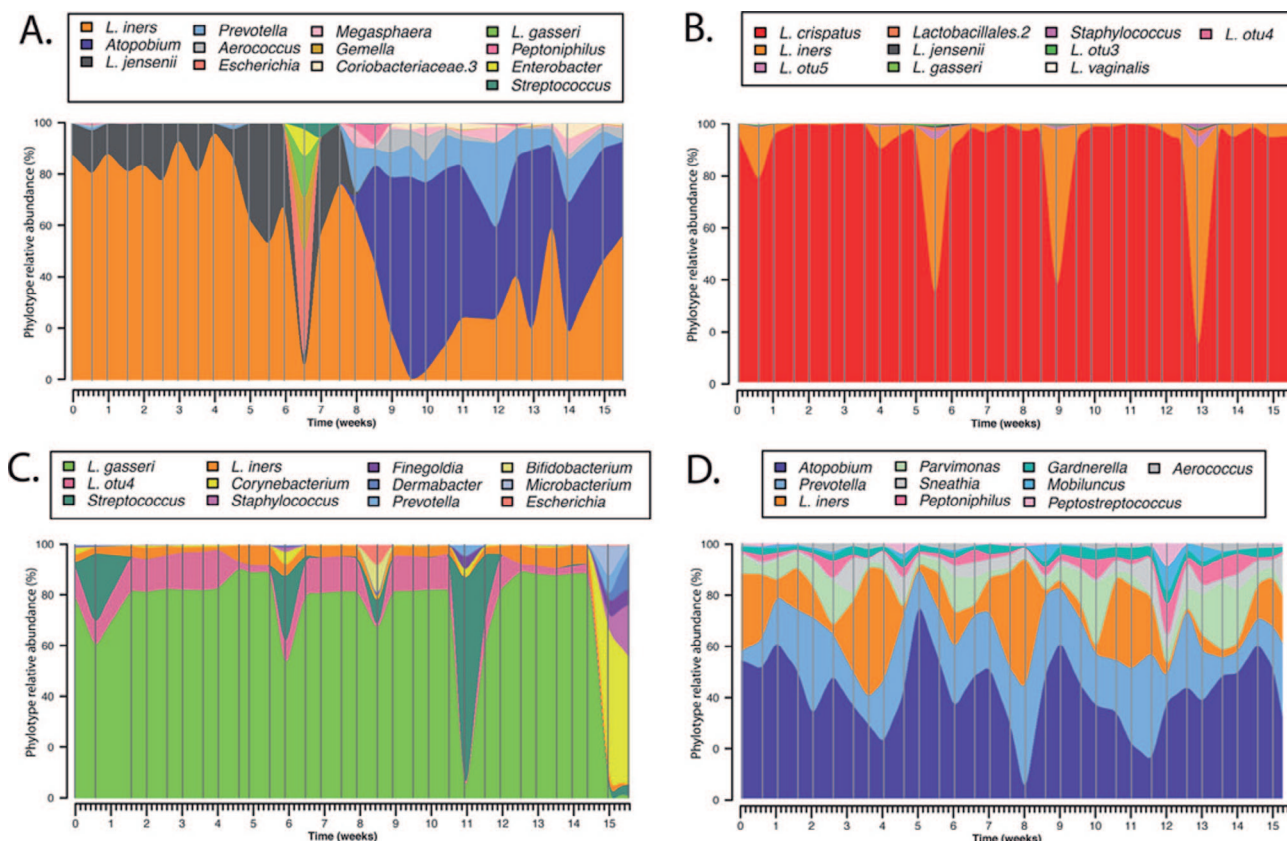 A.
L. iners Prevotella Megasphaera L. gasseri
Atopobium Aerococcus Gemella Peptoniphilus
L. jensenii Escherichia Coriobacteriaceae.3 Enterobacter
Streptococcus
Phylotype relative abundance (%)
100
80
60
40
0
0
0 1 2 3 4 5 6 7 8 9 10 11 12 13 14 15
Time (weeks)
B.
L. crispatus Lactobacillales.2 Staphylococcus L. otu4
L. iners L. jensenii L. otu3
L. otu5 L. gasseri L. vaginalis
Phylotype relative abundance (%)
100
80
60
40
0
0
0 1 2 3 4 5 6 7 8 9 10 11 12 13 14 15
Time (weeks)
C.
L. gasseri L. iners Finegoldia Bifidobacterium
L. otu4 Corynebacterium Dermabacter Microbacterium
Streptococcus Staphylococcus Prevotella Escherichia
Phylotype relative abundance (%)
100
80
60
40
0
0
0 1 2 3 4 5 6 7 8 9 10 11 12 13 14 15
Time (weeks)
D.
Atopobium Parvimonas Gardnerella Aerococcus
Prevotella Sneathia Mobiluncus
L. iners Peptoniphilus Peptostreptococcus
Phylotype relative abundance (%)
100
80
60
40
0
0
0 1 2 3 4 5 6 7 8 9 10 11 12 13 14 15
Time (weeks)